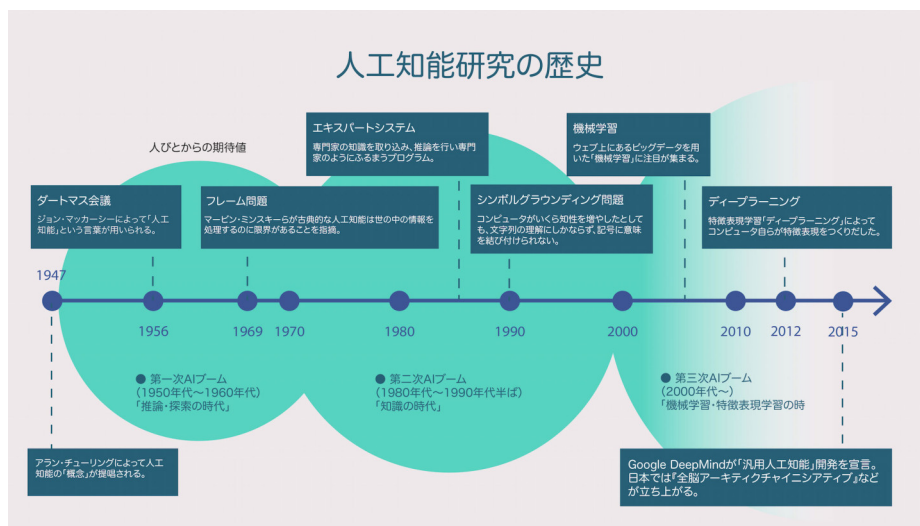 人工知能研究の歴史
人びとからの期待値
エキスパートシステム
専門家の知識を取り込み、推論を行い専門
家のようにふるまうプログラム。
機械学習
ウェブ上にあるビッグデータを用
いた「機械学習」に注目が集まる。
ダートマス会議
ジョン・マッカーシーによって「人工
知能」という言葉が用いられる。
フレーム問題
マービン・ミンスキーらが古典的な人工知能は世の中の情報を
処理するのに限界があることを指摘。
シンボルグラウンディング問題
コンピュータがいくら知性を増やしたとして
も、文字列の理解にしかならず、記号に意味
を結び付けられない。
ディープラーニング
特徴表現学習「ディープラーニング」によって
コンピュータ自らが特徴表現をつくりだした。
1947
1956
1969
1970
1980
1990
2000
2010
2012
2015
● 第一次AIブーム
（1950年代〜1960年代）
「推論・探索の時代」
● 第二次AIブーム
（1980年代〜1990年代半ば）
「知識の時代」
● 第三次AIブーム
（2000年代〜）
「機械学習・特徴表現学習の時
アラン・チューリングによって人工
知能の「概念」が提唱される。
Google DeepMindが「汎用人工知能」開発を宣言。
日本では『全脳アーキティクチャイニシアティブ』など
が立ち上がる。